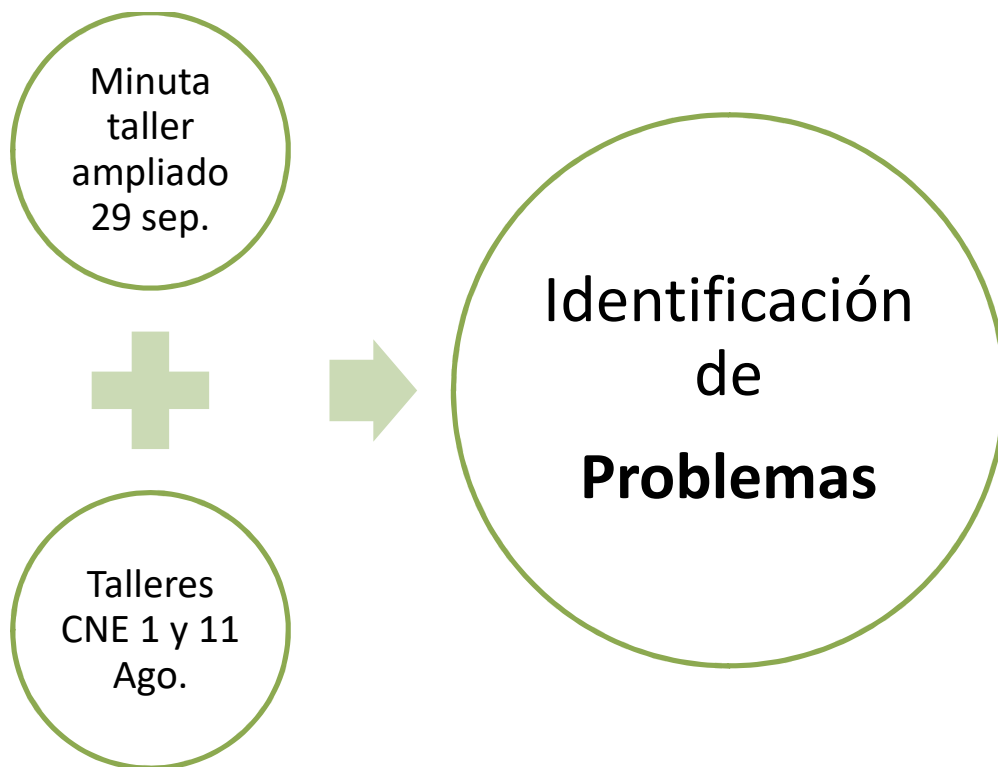 Minuta
taller
ampliado
29 sep.
Talleres
CNE 1 y 11
Ago.
Identificación
de
Problemas